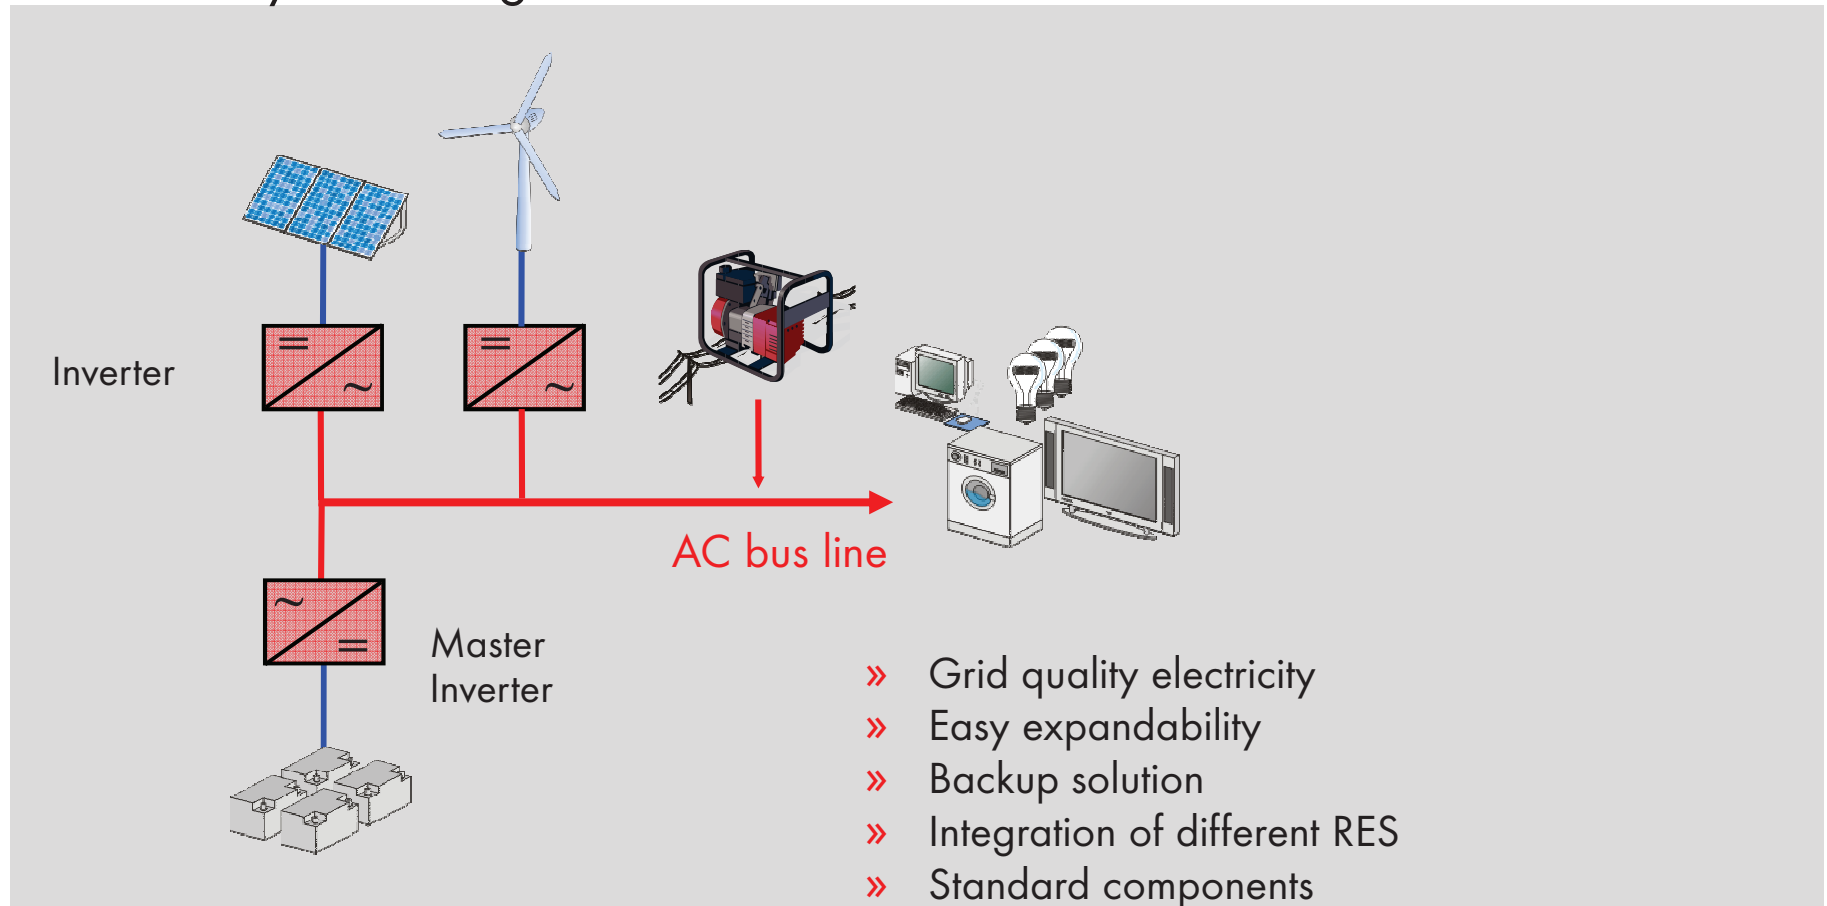 Inverter
AC bus line
Master
Inverter
» Grid quality electricity
» Easy expandability
» Backup solution
» Integration of different RES
» Standard components